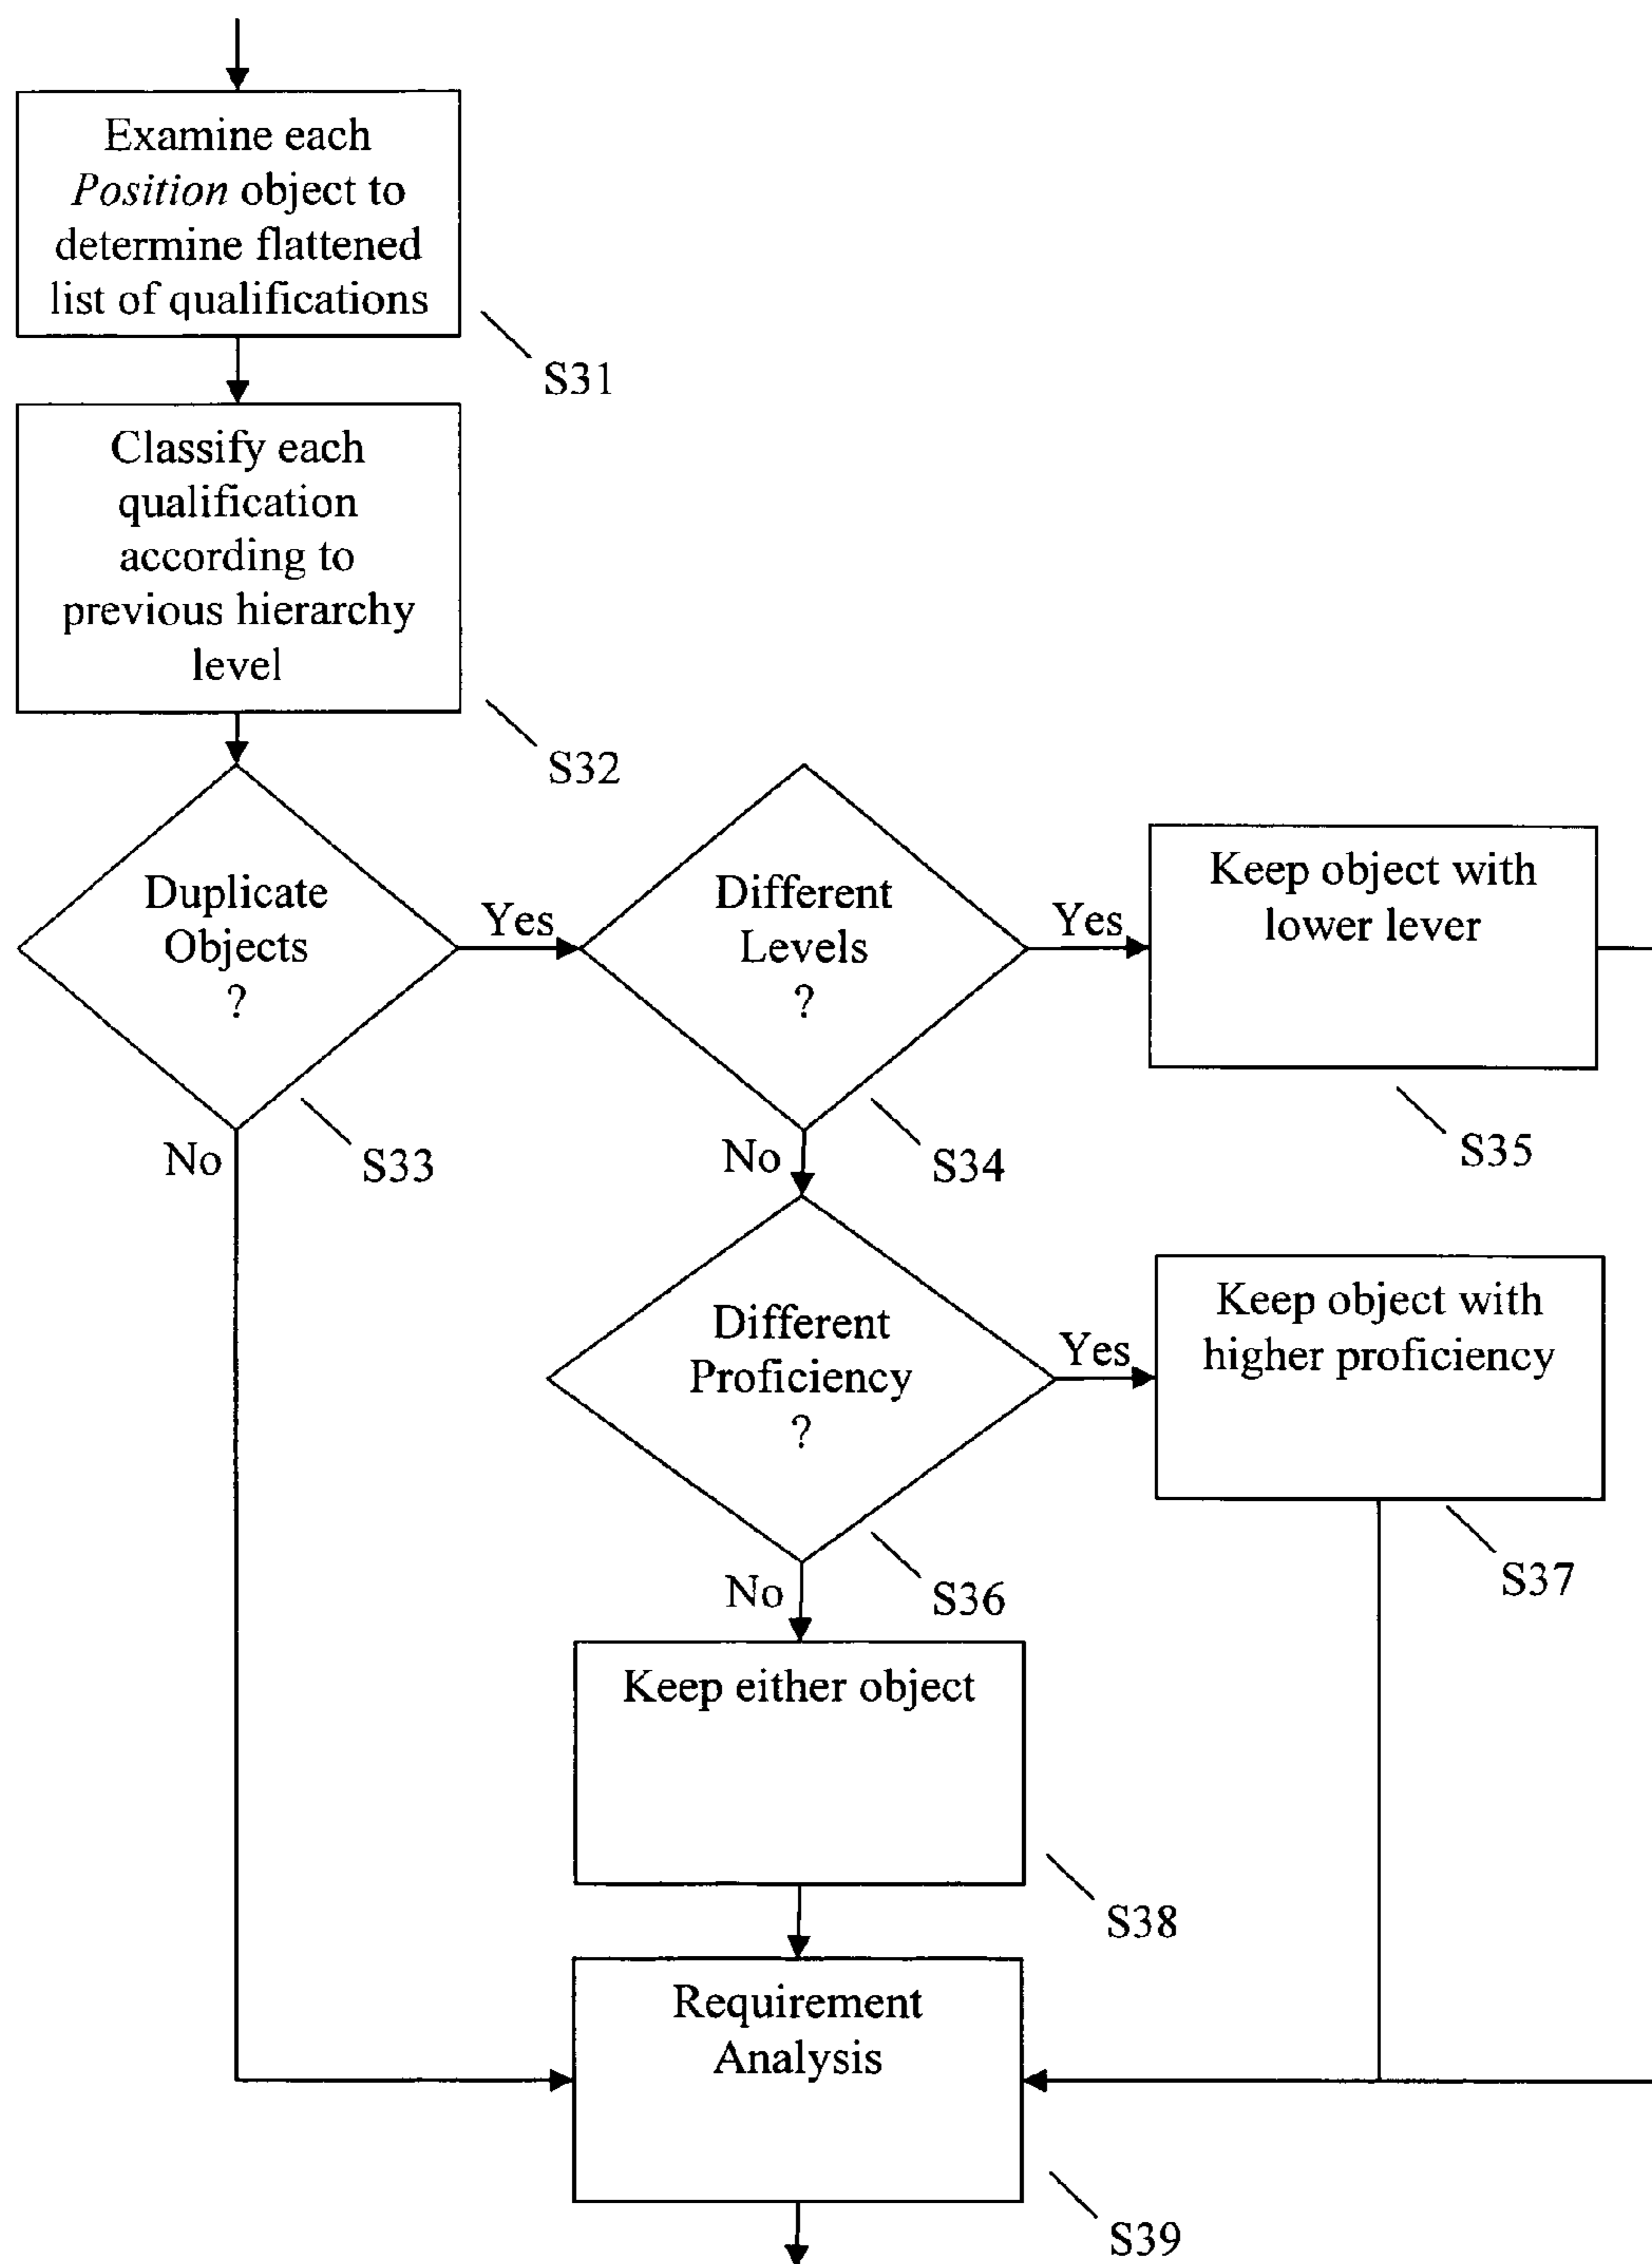 Examine each
Position object to
determine flattened
list of qualifications
S31
Classify each
qualification
according to
previous hierarchy
level
S32
Duplicate
Objects
?
Yes
No
S33
Different
Levels
?
Yes
No
S34
Keep object with
lower lever
S35
Different
Proficiency
?
Yes
No
S36
Keep object with
higher proficiency
S37
Keep either object
S38
Requirement
Analysis
S39